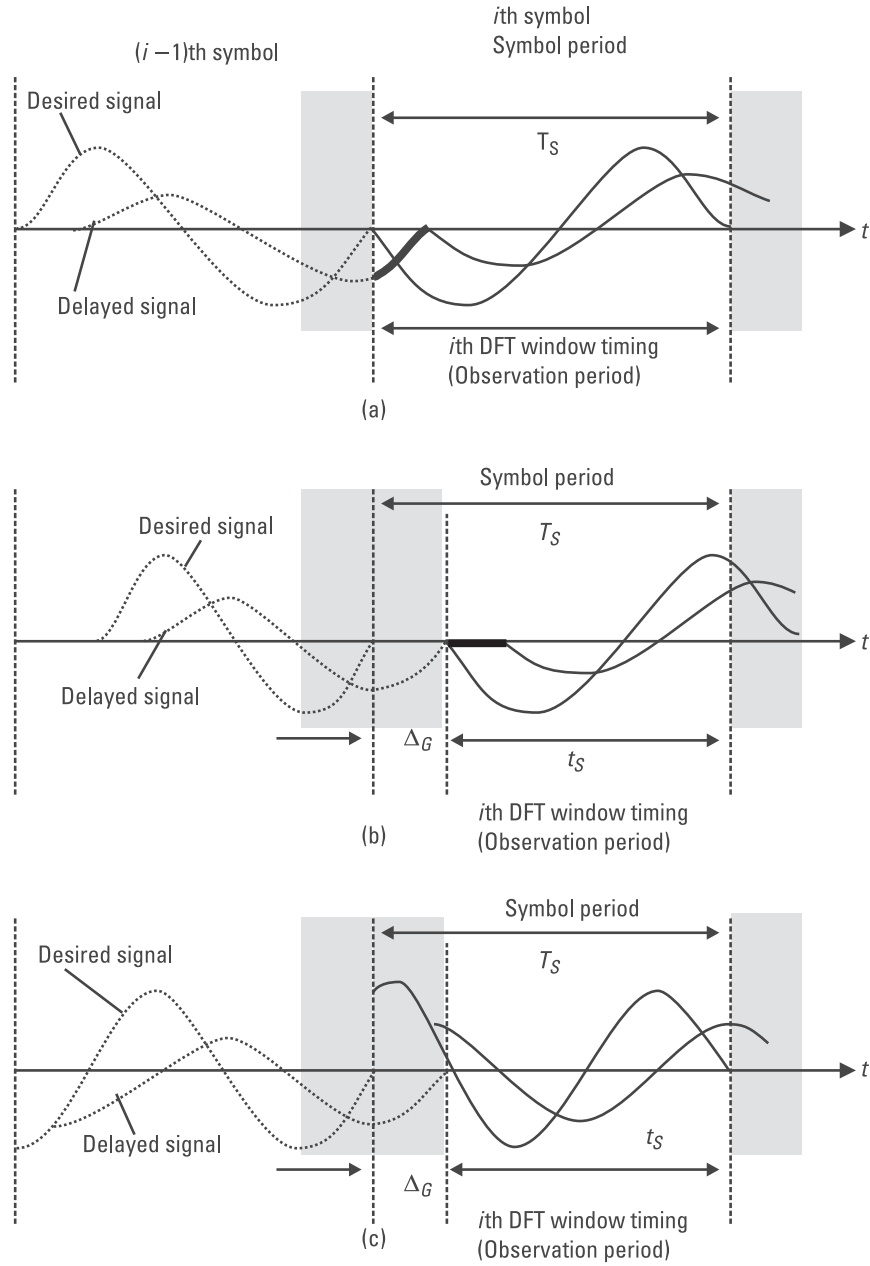 (i – 1)th symbol
ith symbol
Symbol period
Desired signal
T_S
t
Delayed signal
ith DFT window timing
(Observation period)
(a)
Symbol period
Desired signal
T_S
t
Delayed signal
Δ_G
t_S
ith DFT window timing
(Observation period)
(b)
Symbol period
Desired signal
T_S
t
Delayed signal
t_S
Δ_G
ith DFT window timing
(Observation period)
(c)